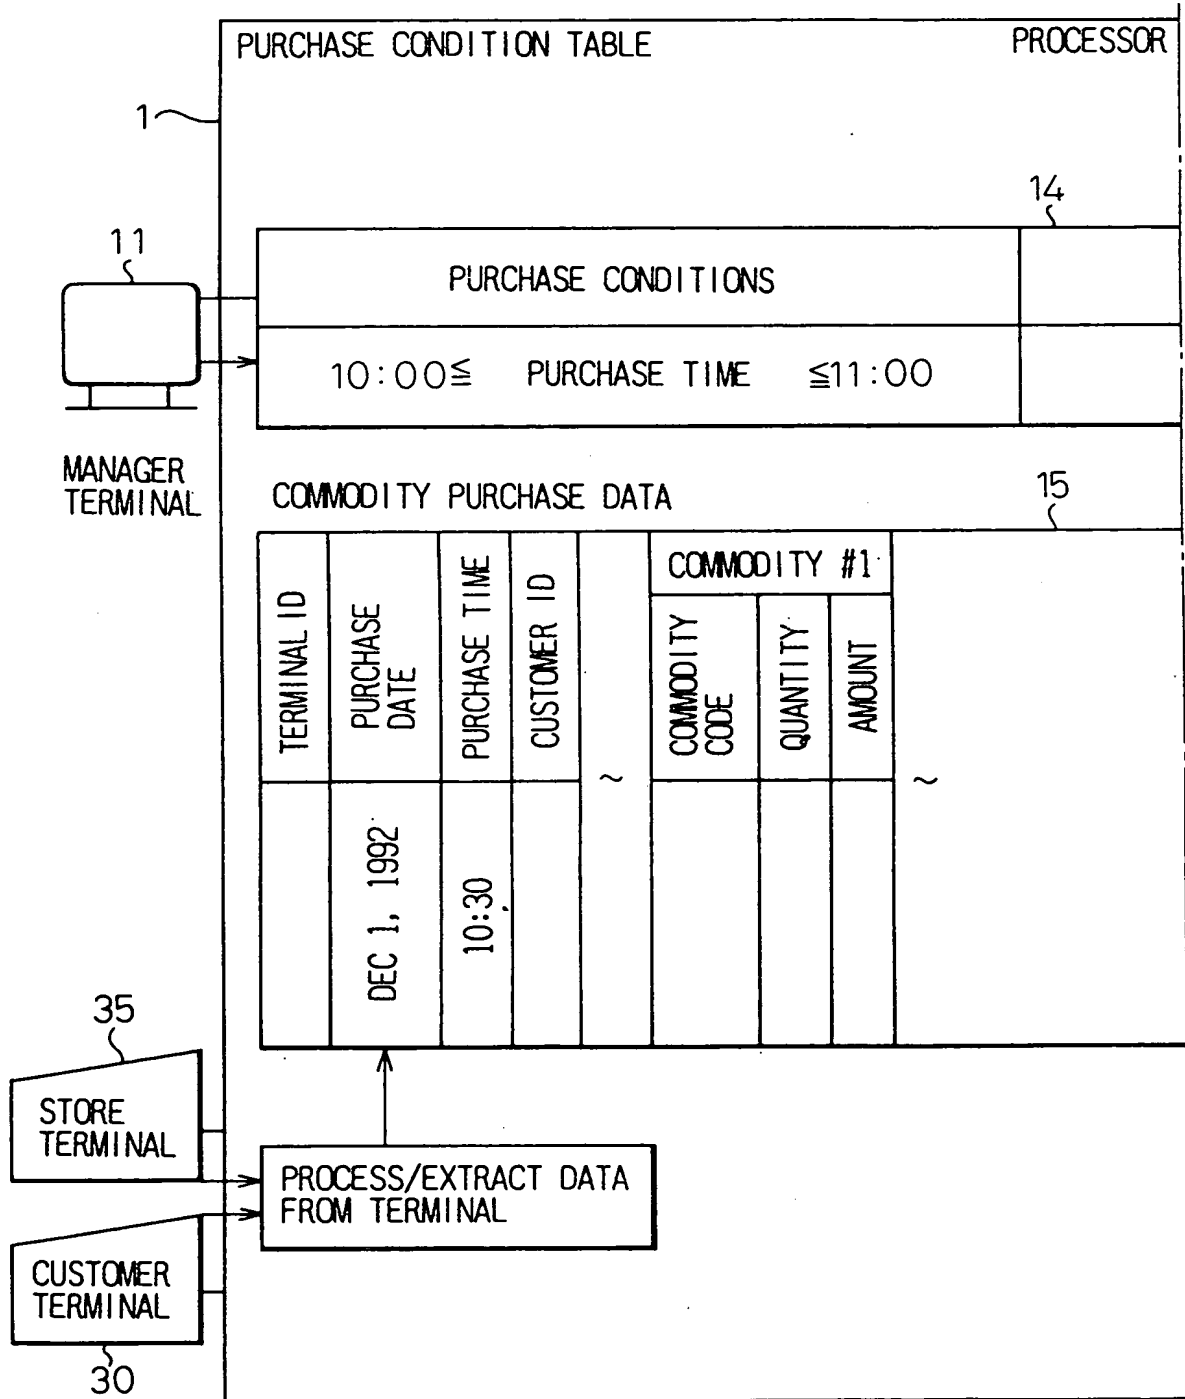 PURCHASE CONDITION TABLE
PROCESSOR
1
14
11
PURCHASE CONDITIONS
10:00≦ PURCHASE TIME ≦11:00
MANAGER
TERMINAL
COMMODITY PURCHASE DATA
15
TERMINAL ID
PURCHASE
DATE
PURCHASE TIME
CUSTOMER ID
~
COMMODITY #1
COMMODITY
CODE
QUANTITY
AMOUNT
~
DEC 1, 1992
10:30
35
STORE
TERMINAL
PROCESS/EXTRACT DATA
FROM TERMINAL
CUSTOMER
TERMINAL
30